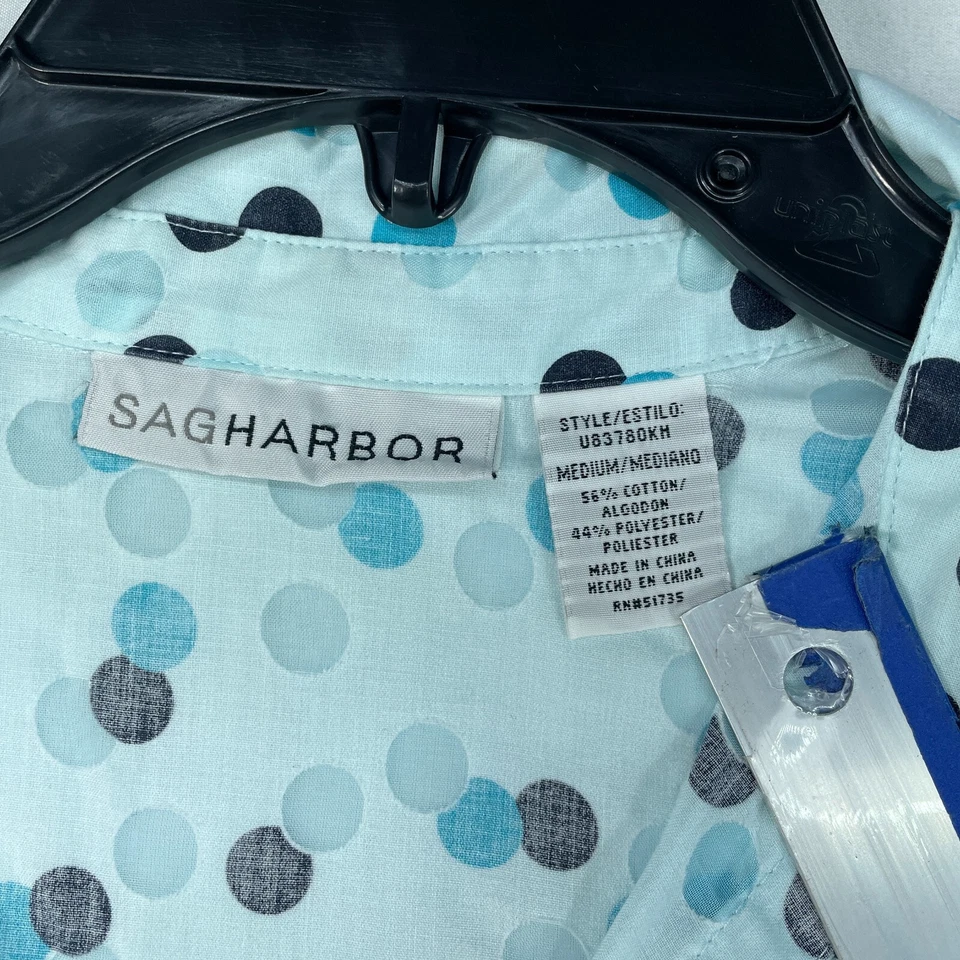 SAGHARBOR
STYLE/ESTILO:
U83780KH
MEDIUM/MEDIANO
56% COTTON/
ALGODON
44% POLYESTER/
POLIESTER
MADE IN CHINA
HECHO EN CHINA
RN#51735